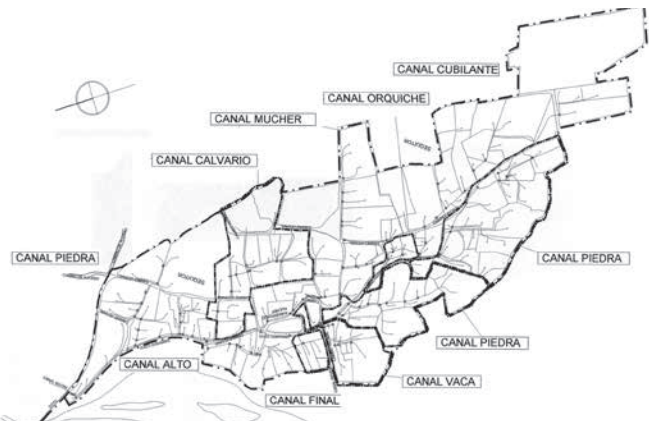 CANAL CUBILANTE
CANAL ORQUICHE
CANAL MUCHER
CANAL CALVARIO
CANAL PIEDRA
CANAL PIEDRA
CANAL PIEDRA
CANAL ALTO
CANAL VACA
CANAL FINAL